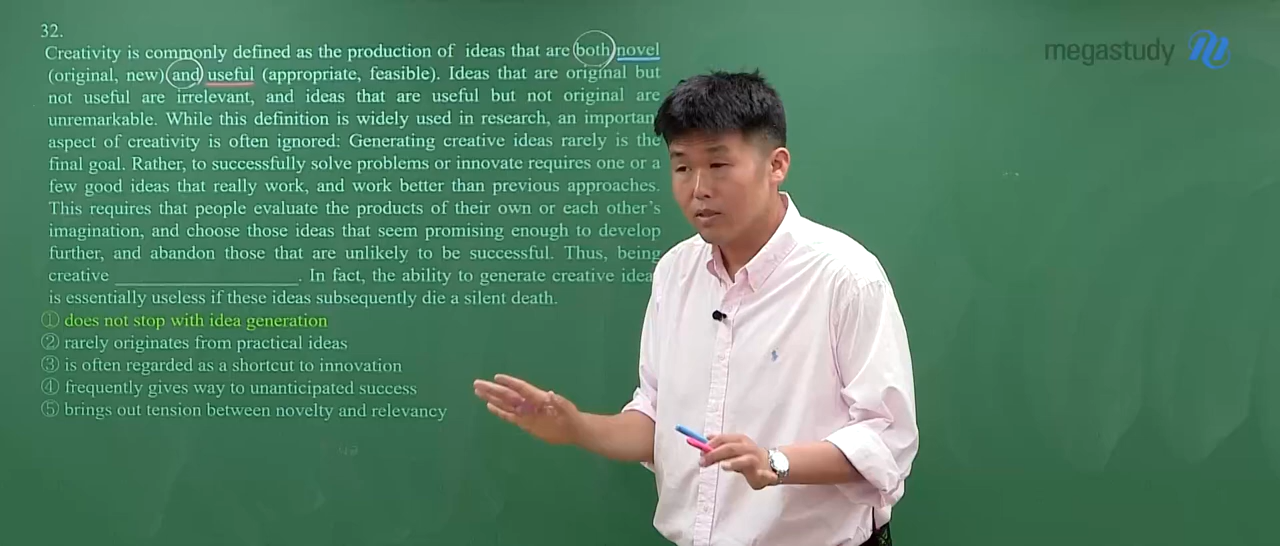 megastudy
32.
Creativity is commonly defined as the production of ideas that are both novel
(original, new) and useful (appropriate, feasible). Ideas that are original but
not useful are irrelevant, and ideas that are useful but not original are
unremarkable. While this definition is widely used in research, an importan
aspect of creativity is often ignored: Generating creative ideas rarely is the
final goal. Rather, to successfully solve problems or innovate requires one or a
few good ideas that really work, and work better than previous approaches.
This requires that people evaluate the products of their own or each other's
imagination, and choose those ideas that seem promising enough to develop
further, and abandon those that are unlikely to be successful. Thus, being
creative ____________________. In fact, the ability to generate creative idea
is essentially useless if these ideas subsequently die a silent death.
① does not stop with idea generation
② rarely originates from practical ideas
③ is often regarded as a shortcut to innovation
④ frequently gives way to unanticipated success
⑤ brings out tension between novelty and relevancy